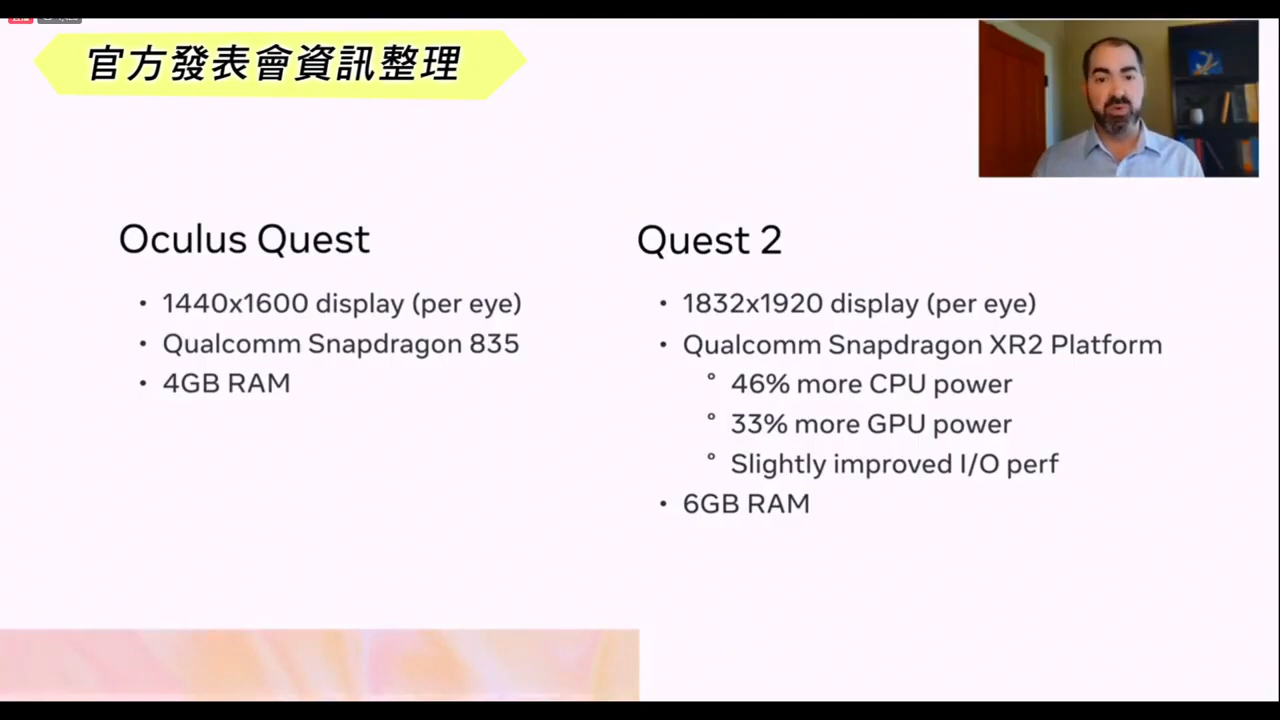 官方發表會資訊整理
Oculus Quest
• 1440x1600 display (per eye)
• Qualcomm Snapdragon 835
• 4GB RAM
Quest 2
• 1832x1920 display (per eye)
• Qualcomm Snapdragon XR2 Platform
° 46% more CPU power
° 33% more GPU power
° Slightly improved I/O perf
• 6GB RAM